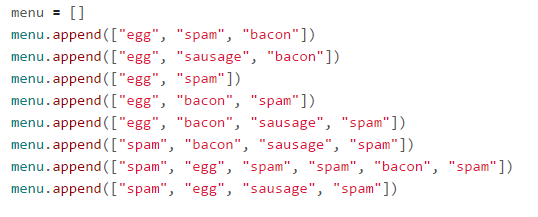 menu = []
menu.append(["egg", "spam", "bacon"])
menu.append(["egg", "sausage", "bacon"])
menu.append(["egg", "spam"])
menu.append(["egg", "bacon", "spam"])
menu.append(["egg", "bacon", "sausage", "spam"])
menu.append(["spam", "bacon", "sausage", "spam"])
menu.append(["spam", "egg", "spam", "spam", "bacon", "spam"])
menu.append(["spam", "egg", "sausage", "spam"])